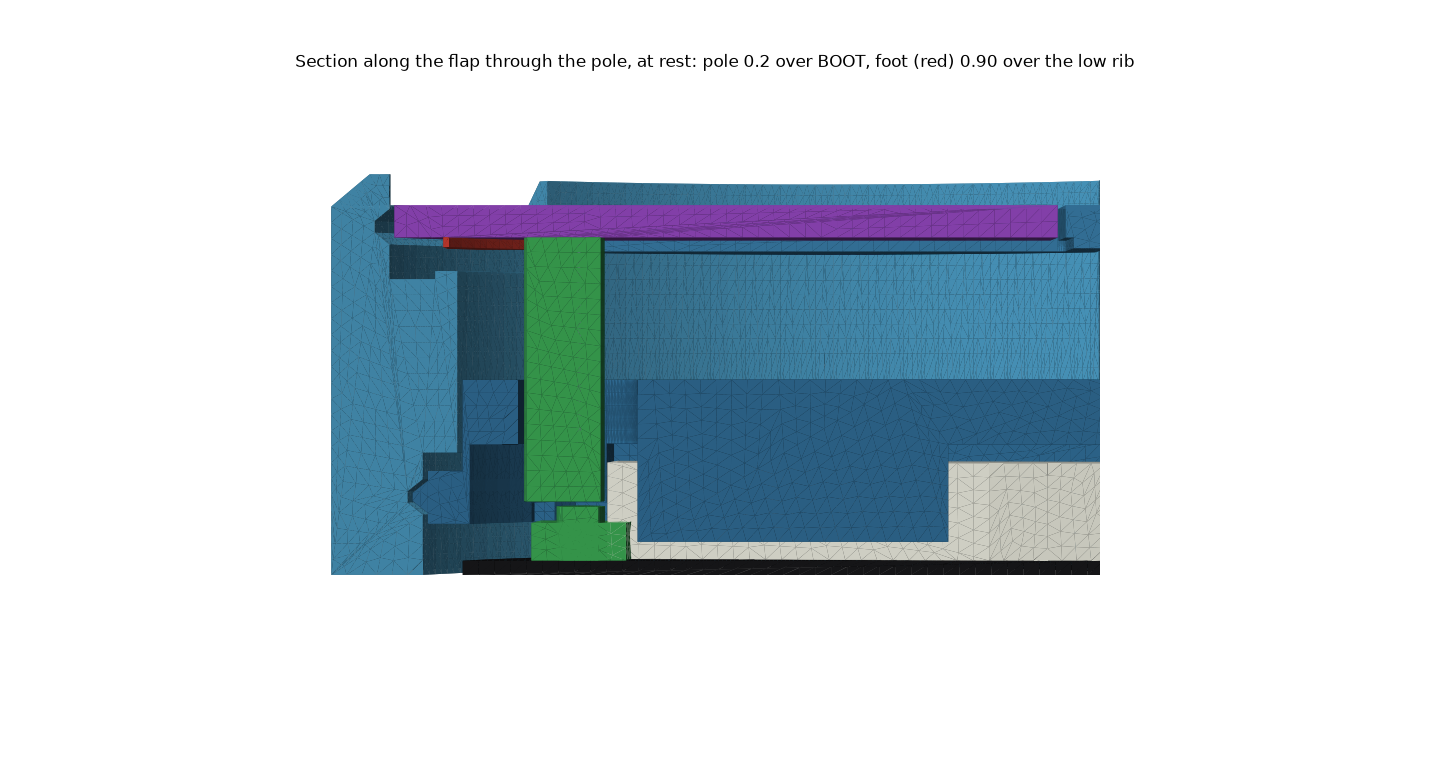 Section along the flap through the pole, at rest: pole 0.2 over BOOT, foot (red) 0.90 over the low rib